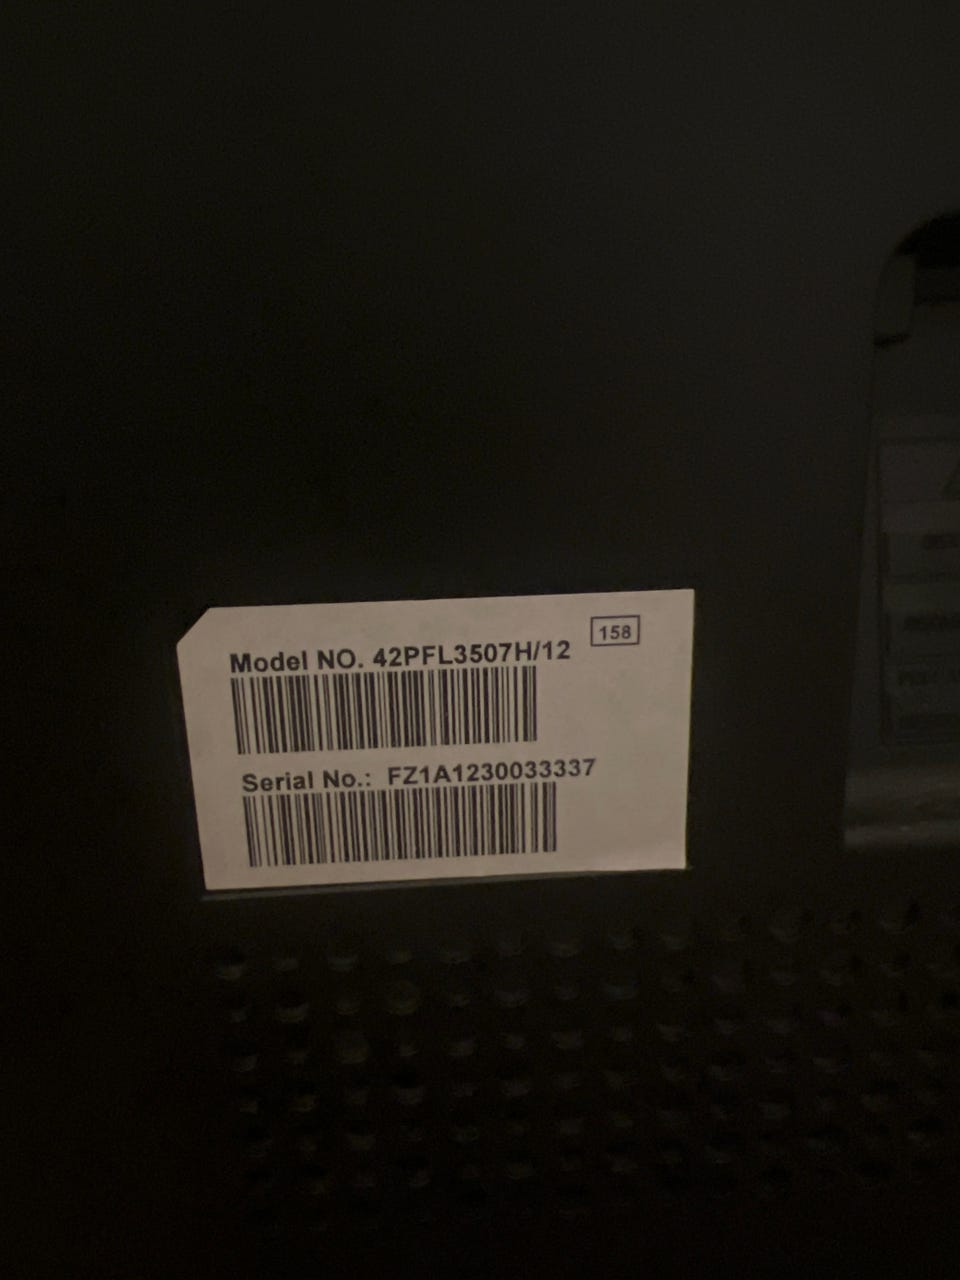 158
Model NO. 42PFL3507H/12
Serial No.: FZ1A1230033337